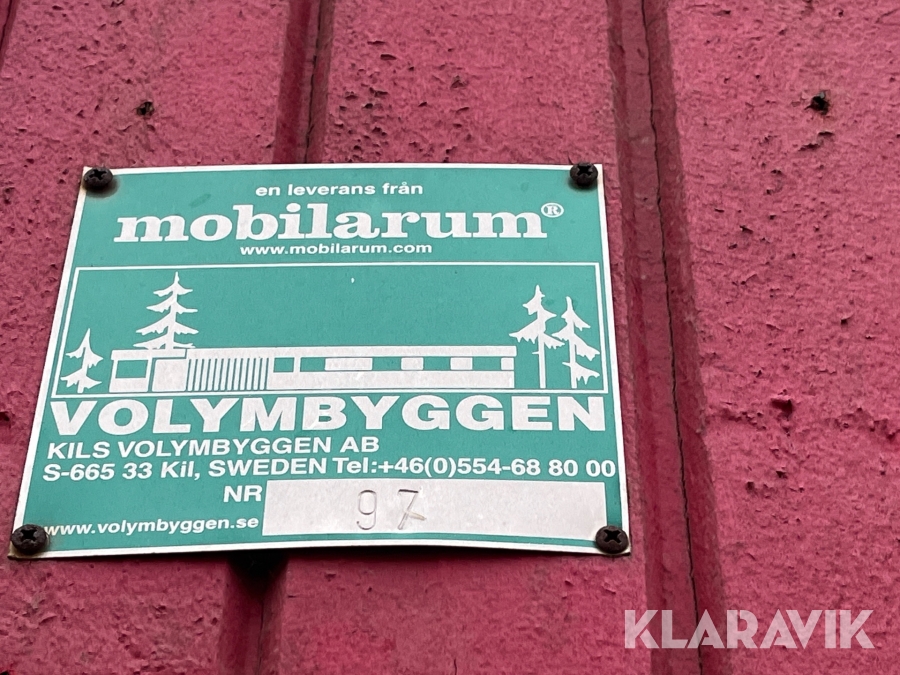 en leverans från
mobilarum®
www.mobilarum.com
VOLYMBYGGEN
KILS VOLYMBYGGEN AB
S-665 33 Kil, SWEDEN Tel:+46(0)554-68 80 00
NR 97
www.volymbyggen.se
KLARAVIK